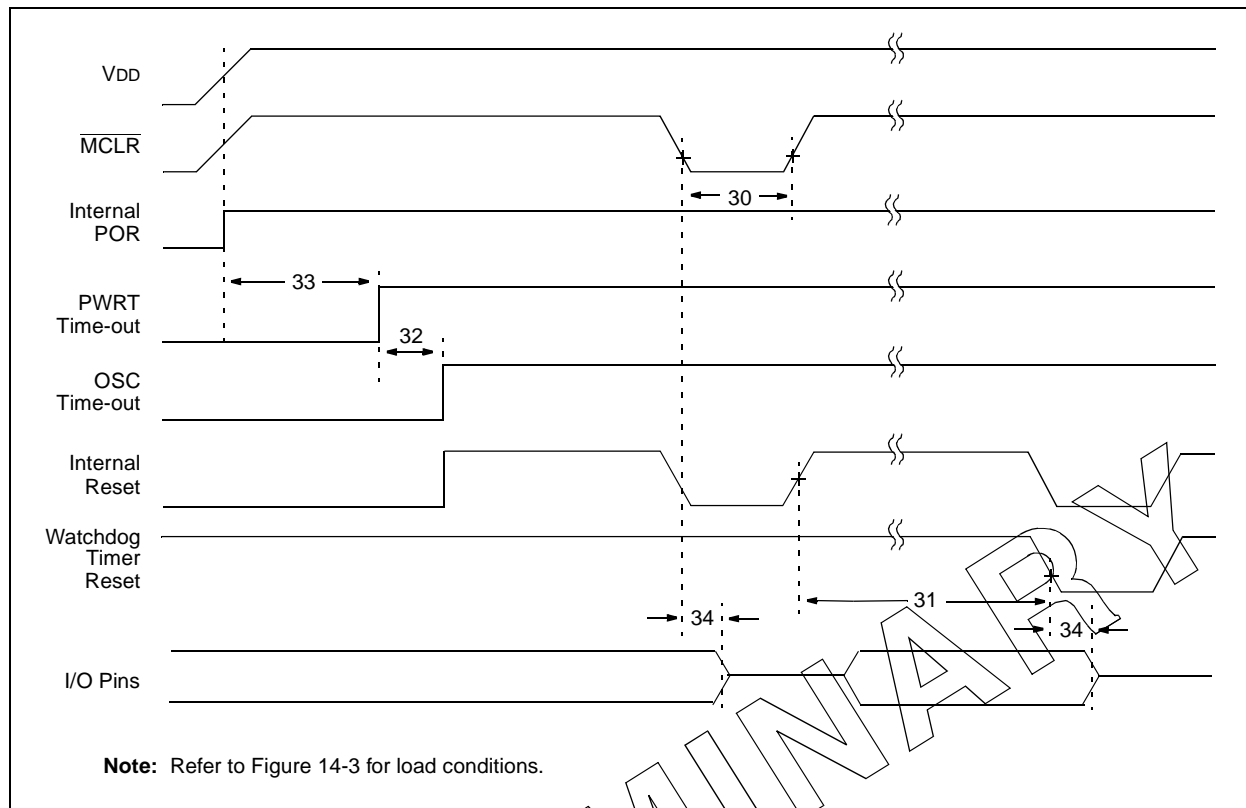 VDD
MCLR
Internal
POR
30
33
PWRT
Time-out
32
OSC
Time-out
Internal
Reset
Watchdog
Timer
Reset
31
34
34
I/O Pins
Note: Refer to Figure 14-3 for load conditions.
MINARY